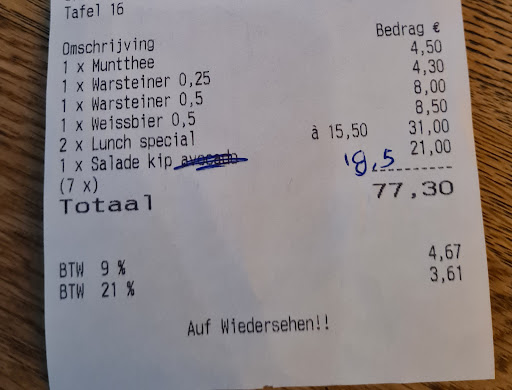 Tafel 16
Omschrijving Bedrag €
1 x Muntthee 4,50
1 x Warsteiner 0,25 4,30
1 x Warsteiner 0,5 8,00
1 x Weissbier 0,5 8,50
2 x Lunch special à 15,50 31,00
1 x Salade kip avocado 21,00
18,5
(7 x)
Totaal 77,30
BTW 9 % 4,67
BTW 21 % 3,61
Auf Wiedersehen!!